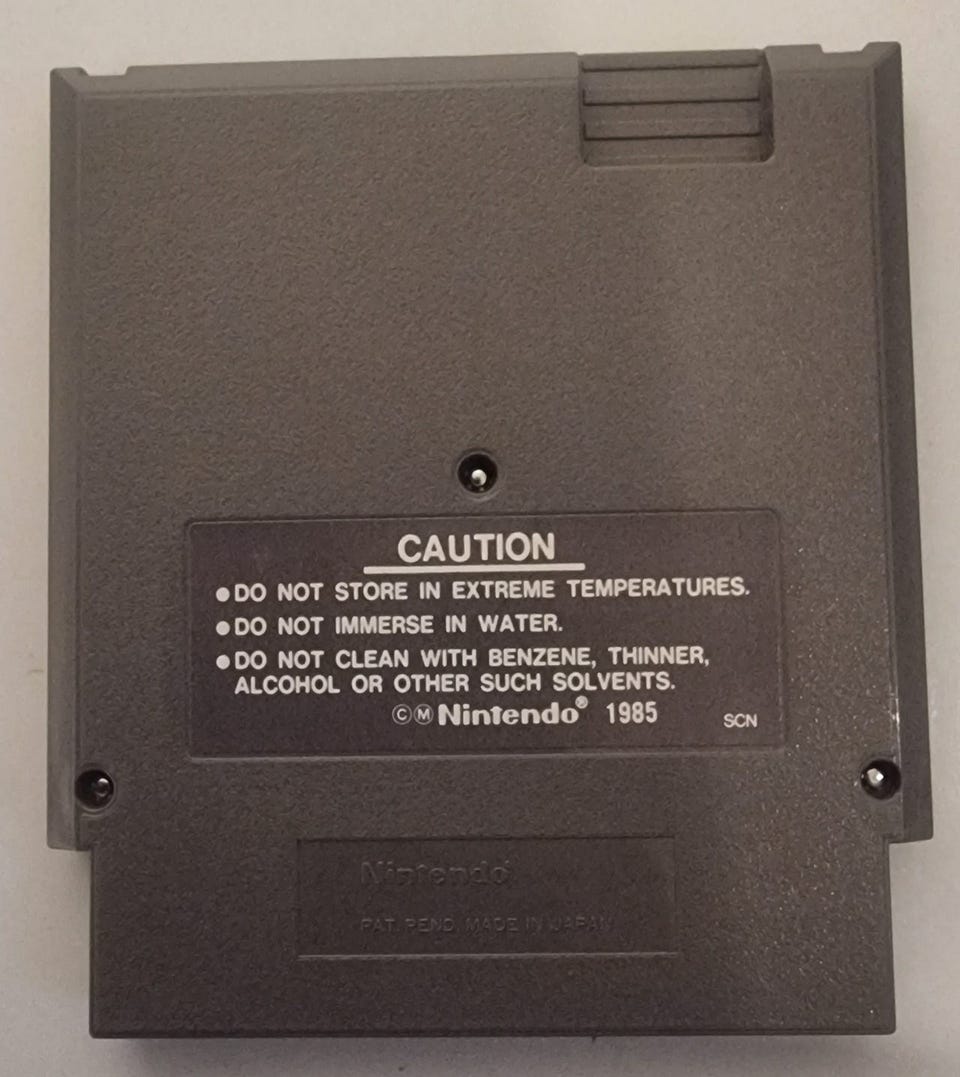 CAUTION
●DO NOT STORE IN EXTREME TEMPERATURES.
●DO NOT IMMERSE IN WATER.
●DO NOT CLEAN WITH BENZENE, THINNER,
ALCOHOL OR OTHER SUCH SOLVENTS.
ⒸⓂNintendo® 1985
SCN
Nintendo®
PAT. PEND. MADE IN JAPAN